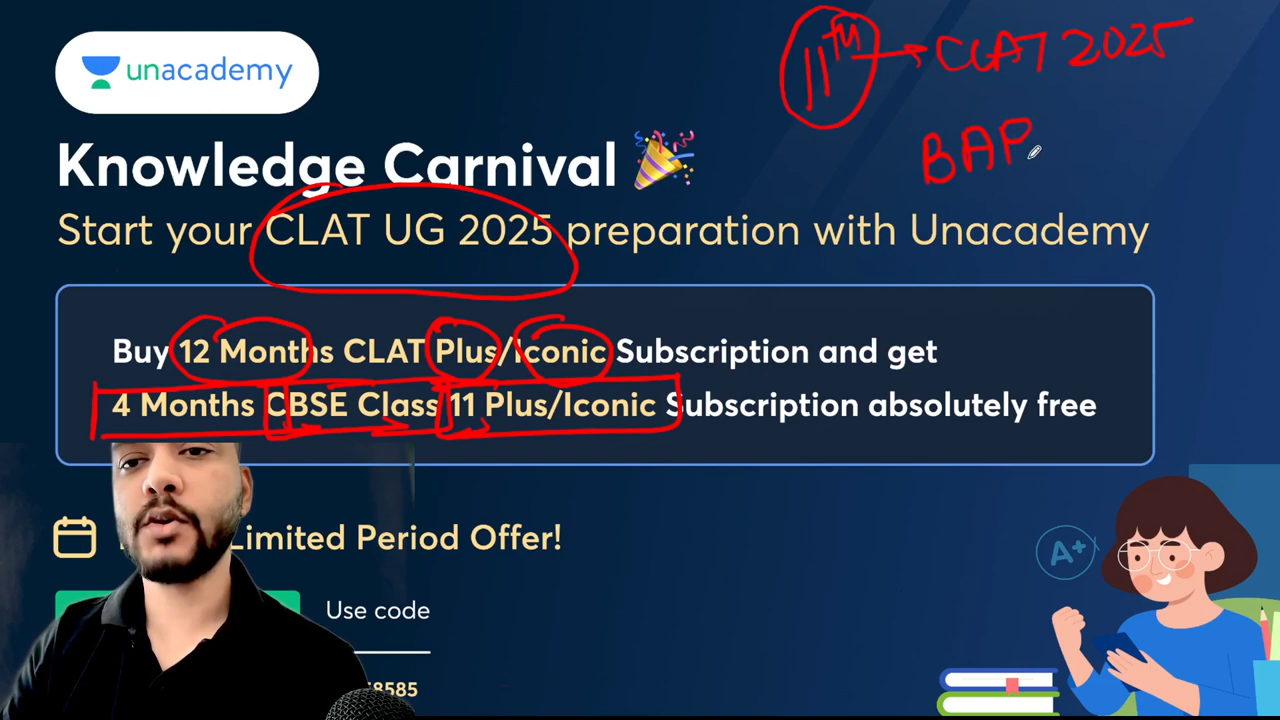 unacademy
11th → CLAT 2025
BAP
Knowledge Carnival
Start your CLAT UG 2025 preparation with Unacademy
Buy 12 Months CLAT Plus/Iconic Subscription and get
4 Months CBSE Class 11 Plus/Iconic Subscription absolutely free
Limited Period Offer!
A+
Use code
8585